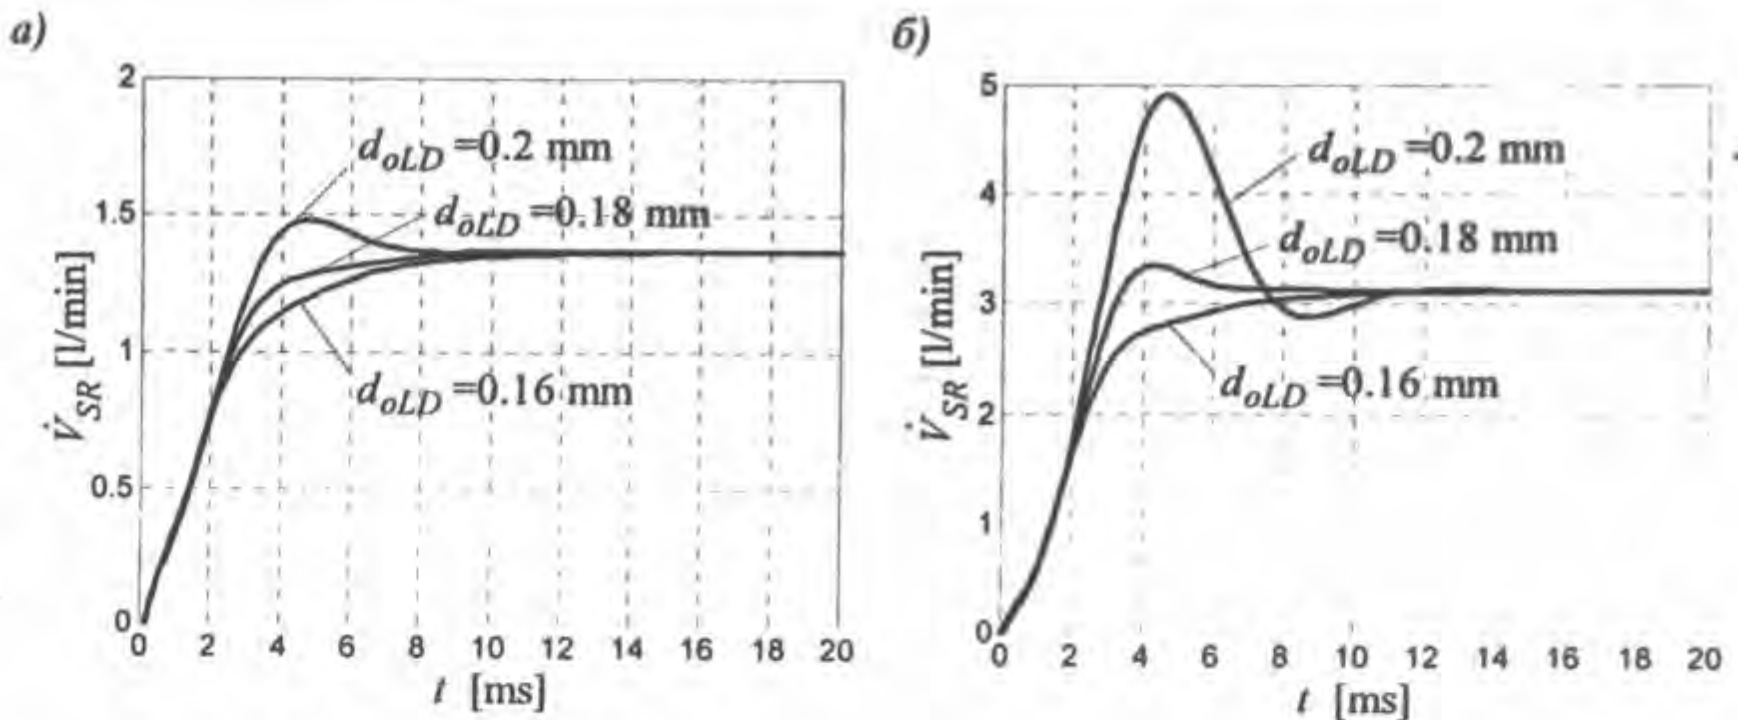 а)
2
1.5
1
0.5
0
V̇_SR [l/min]
d_oLD =0.2 mm
d_oLD =0.18 mm
d_oLD =0.16 mm
0 2 4 6 8 10 12 14 16 18 20
t [ms]
б)
5
4
3
2
1
0
V̇_SR [l/min]
d_oLD =0.2 mm
d_oLD =0.18 mm
d_oLD =0.16 mm
0 2 4 6 8 10 12 14 16 18 20
t [ms]